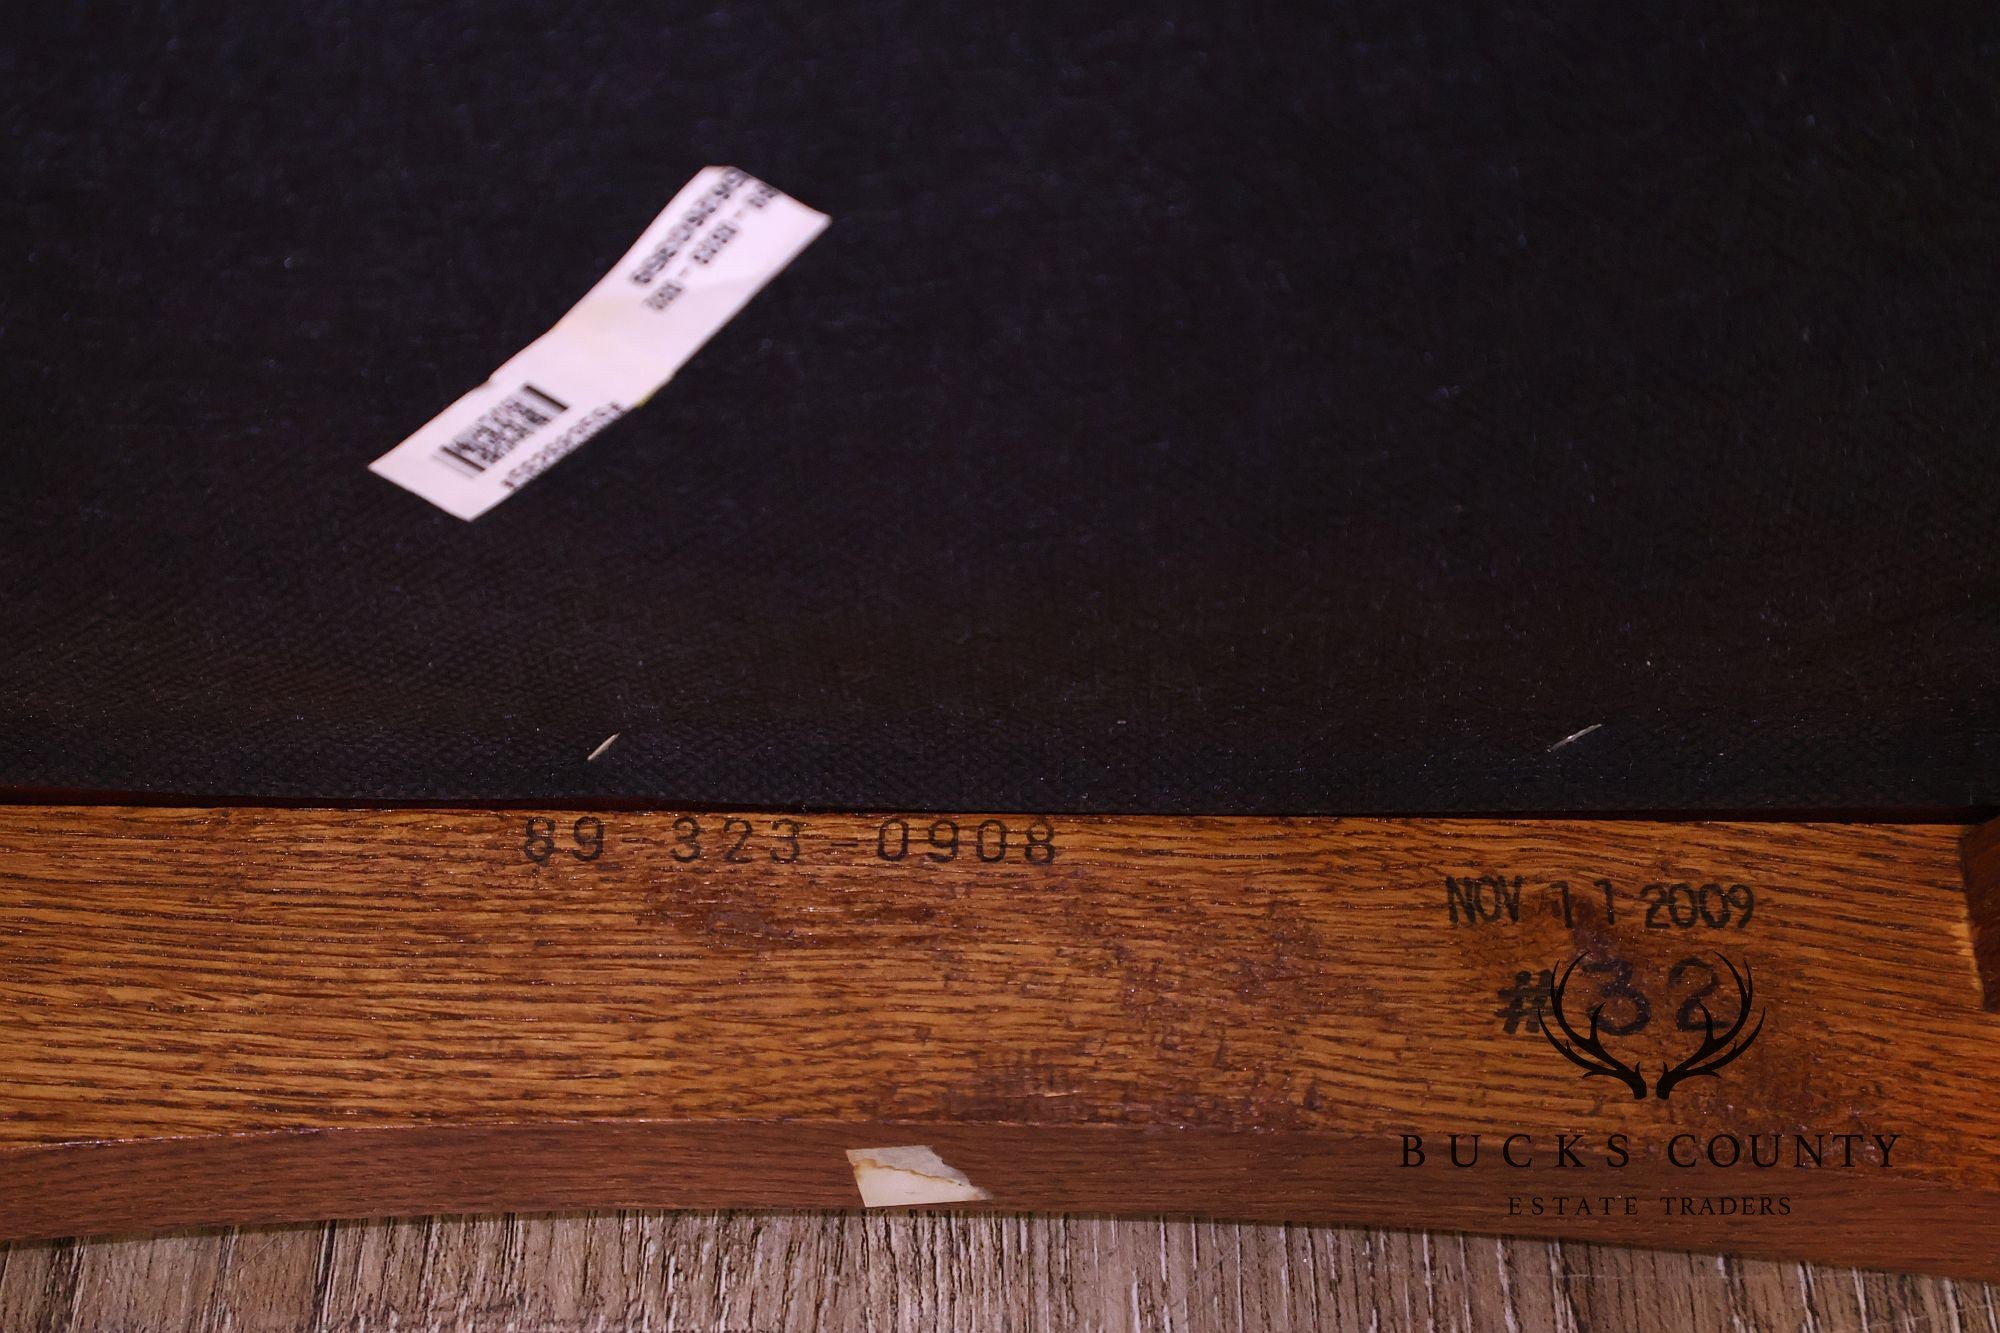 89-323-0908
NOV 11 2009
#32
BUCKS COUNTY
ESTATE TRADERS